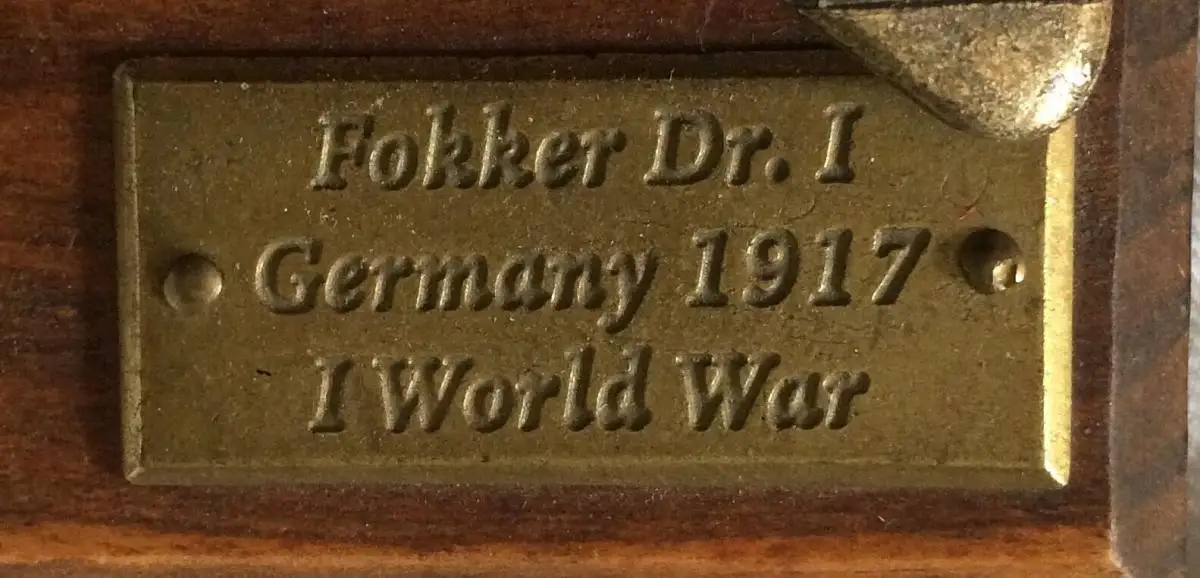 Fokker Dr. I
Germany 1917
I World War